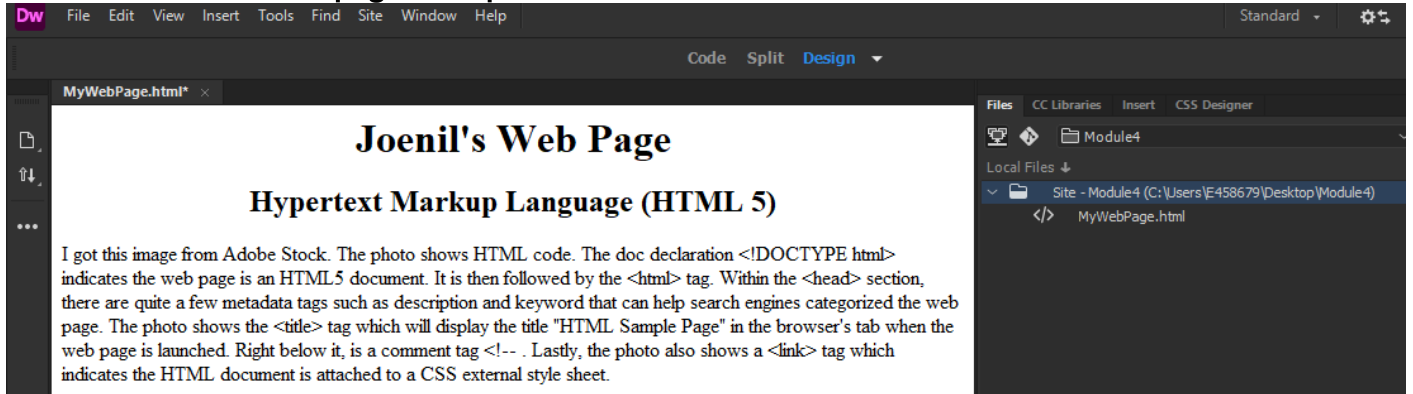 Dw File Edit View Insert Tools Find Site Window Help Standard
Code Split Design
MyWebPage.html* ×
Joenil's Web Page
Hypertext Markup Language (HTML 5)
I got this image from Adobe Stock. The photo shows HTML code. The doc declaration <!DOCTYPE html>
indicates the web page is an HTML5 document. It is then followed by the <html> tag. Within the <head> section,
there are quite a few metadata tags such as description and keyword that can help search engines categorized the web
page. The photo shows the <title> tag which will display the title "HTML Sample Page" in the browser's tab when the
web page is launched. Right below it, is a comment tag <!-- . Lastly, the photo also shows a <link> tag which
indicates the HTML document is attached to a CSS external style sheet.
Files CC Libraries Insert CSS Designer
Module4
Local Files
Site - Module4 (C:\Users\E458679\Desktop\Module4)
</> MyWebPage.html